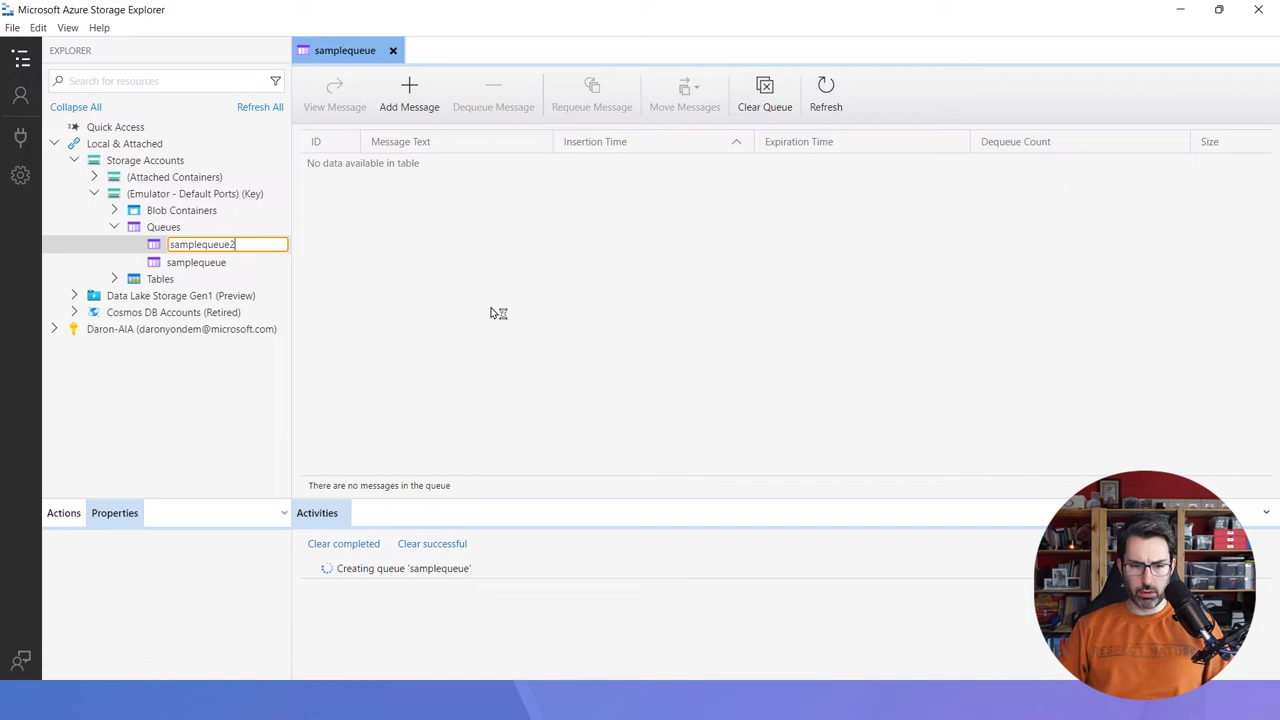 Microsoft Azure Storage Explorer
File Edit View Help
EXPLORER
Search for resources
Collapse All Refresh All
Quick Access
Local & Attached
Storage Accounts
(Attached Containers)
(Emulator - Default Ports) (Key)
Blob Containers
Queues
samplequeue2
samplequeue
Tables
Data Lake Storage Gen1 (Preview)
Cosmos DB Accounts (Retired)
Daron-AIA (daronyondem@microsoft.com)
Actions Properties
samplequeue
View Message Add Message Dequeue Message Requeue Message Move Messages Clear Queue Refresh
ID Message Text Insertion Time Expiration Time Dequeue Count Size
No data available in table
There are no messages in the queue
Activities
Clear completed Clear successful
Creating queue 'samplequeue'
RESPECT NATURE